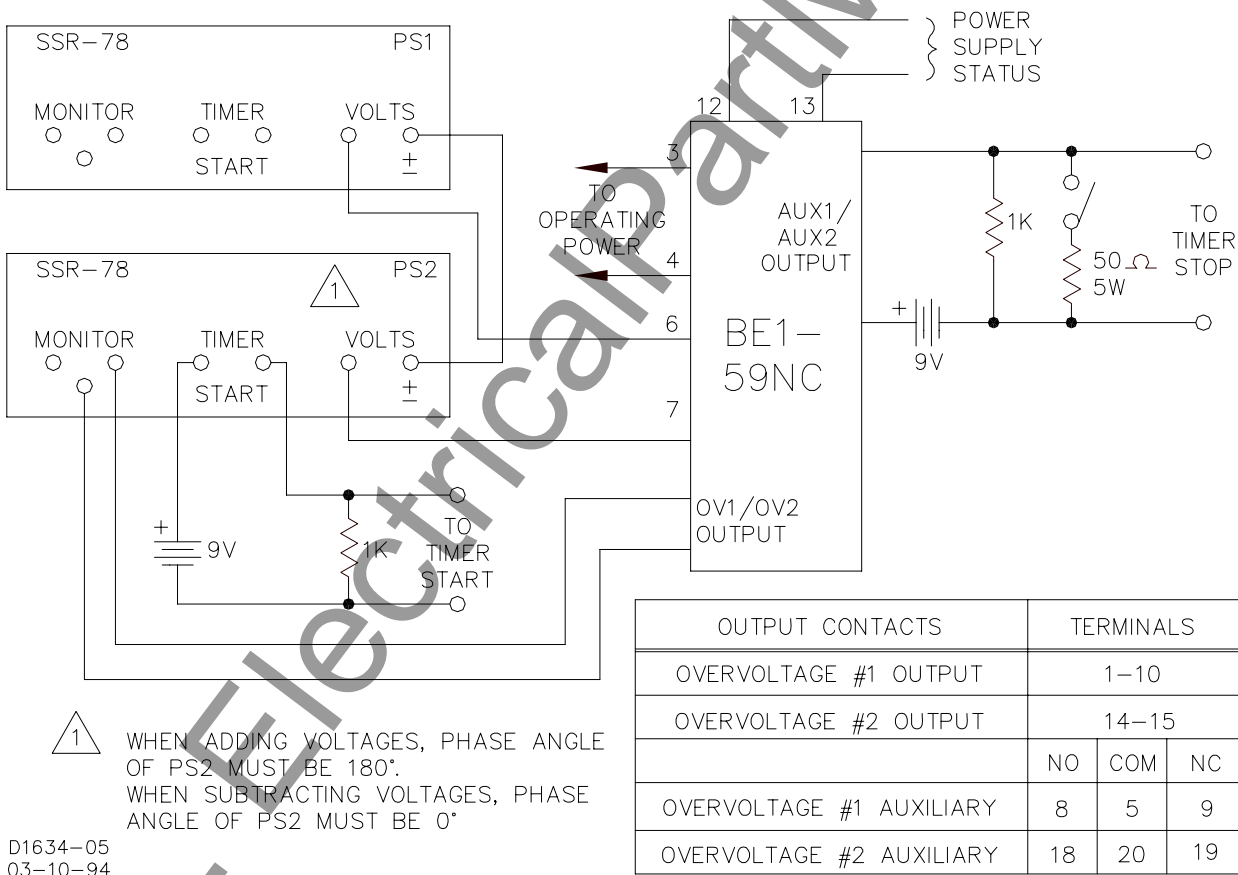 SSR-78 PS1
MONITOR TIMER VOLTS
START ±
SSR-78 1 PS2
MONITOR TIMER VOLTS
START ±
+ 9V
1K
TO
TIMER
START
POWER
SUPPLY
STATUS
12 13
3
TO
OPERATING
POWER
4
6
7
AUX1/
AUX2
OUTPUT
BE1-
59NC
OV1/OV2
OUTPUT
1K
50 Ω
5W
TO
TIMER
STOP
+
9V
1 WHEN ADDING VOLTAGES, PHASE ANGLE
OF PS2 MUST BE 180°.
WHEN SUBTRACTING VOLTAGES, PHASE
ANGLE OF PS2 MUST BE 0°
D1634-05
03-10-94
OUTPUT CONTACTS TERMINALS
OVERVOLTAGE #1 OUTPUT 1-10
OVERVOLTAGE #2 OUTPUT 14-15
NO COM NC
OVERVOLTAGE #1 AUXILIARY 8 5 9
OVERVOLTAGE #2 AUXILIARY 18 20 19